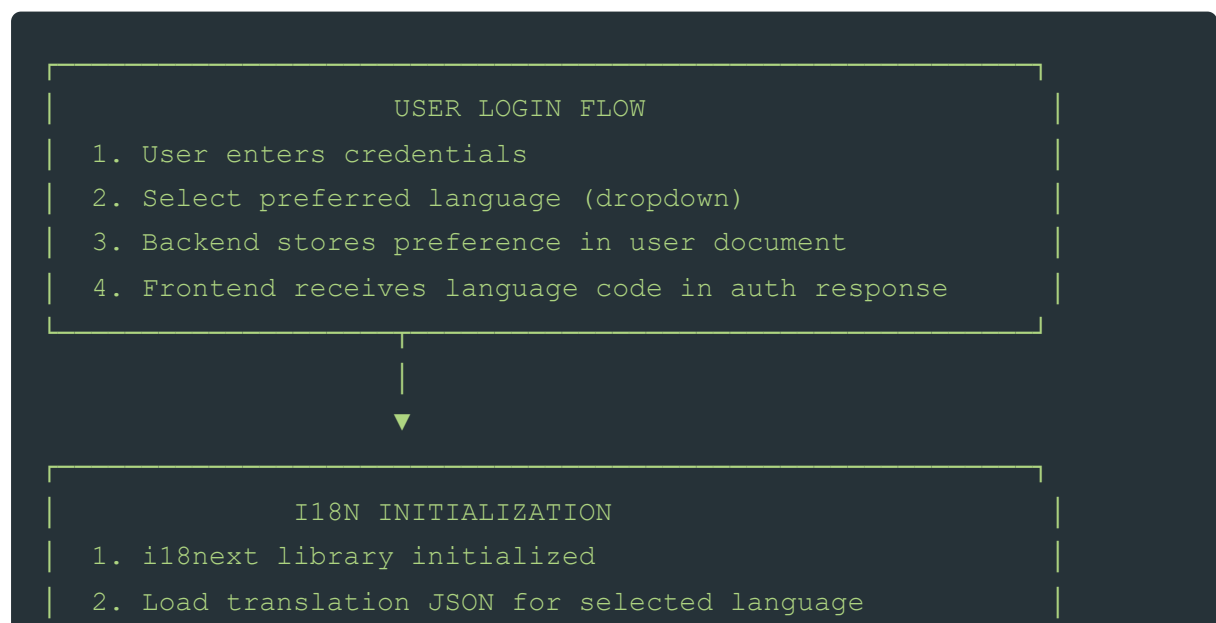 USER LOGIN FLOW
1. User enters credentials
2. Select preferred language (dropdown)
3. Backend stores preference in user document
4. Frontend receives language code in auth response
▼
I18N INITIALIZATION
1. i18next library initialized
2. Load translation JSON for selected language